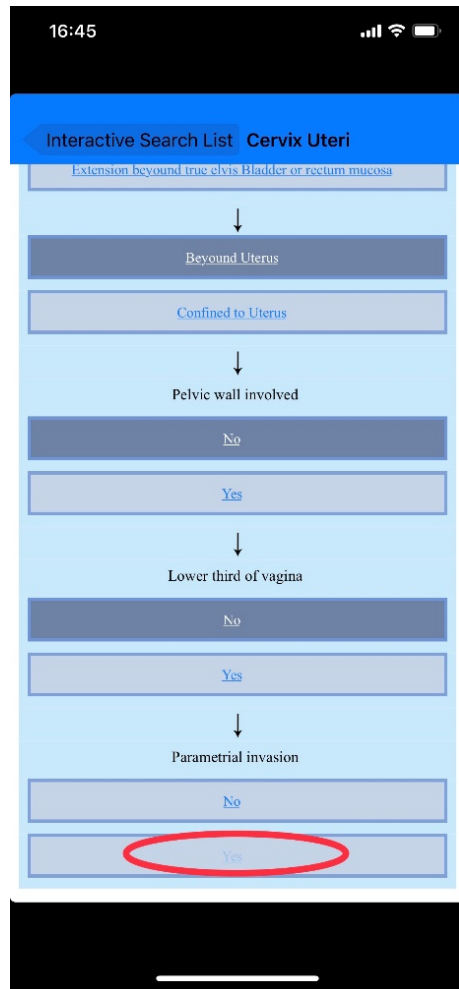 16:45
Interactive Search List Cervix Uteri
Extension beyound true elvis Bladder or rectum mucosa
Beyound Uterus
Confined to Uterus
Pelvic wall involved
No
Yes
Lower third of vagina
No
Yes
Parametrial invasion
No
Yes